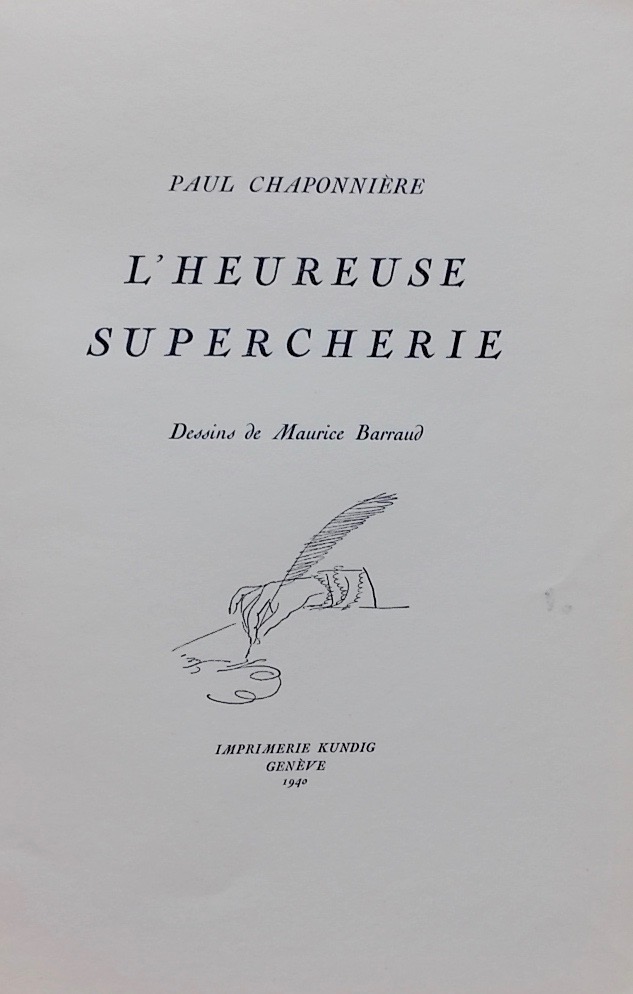 PAUL CHAPONNIÈRE
L'HEUREUSE
SUPERCHERIE
Dessins de Maurice Barraud
IMPRIMERIE KUNDIG
GENÈVE
1940